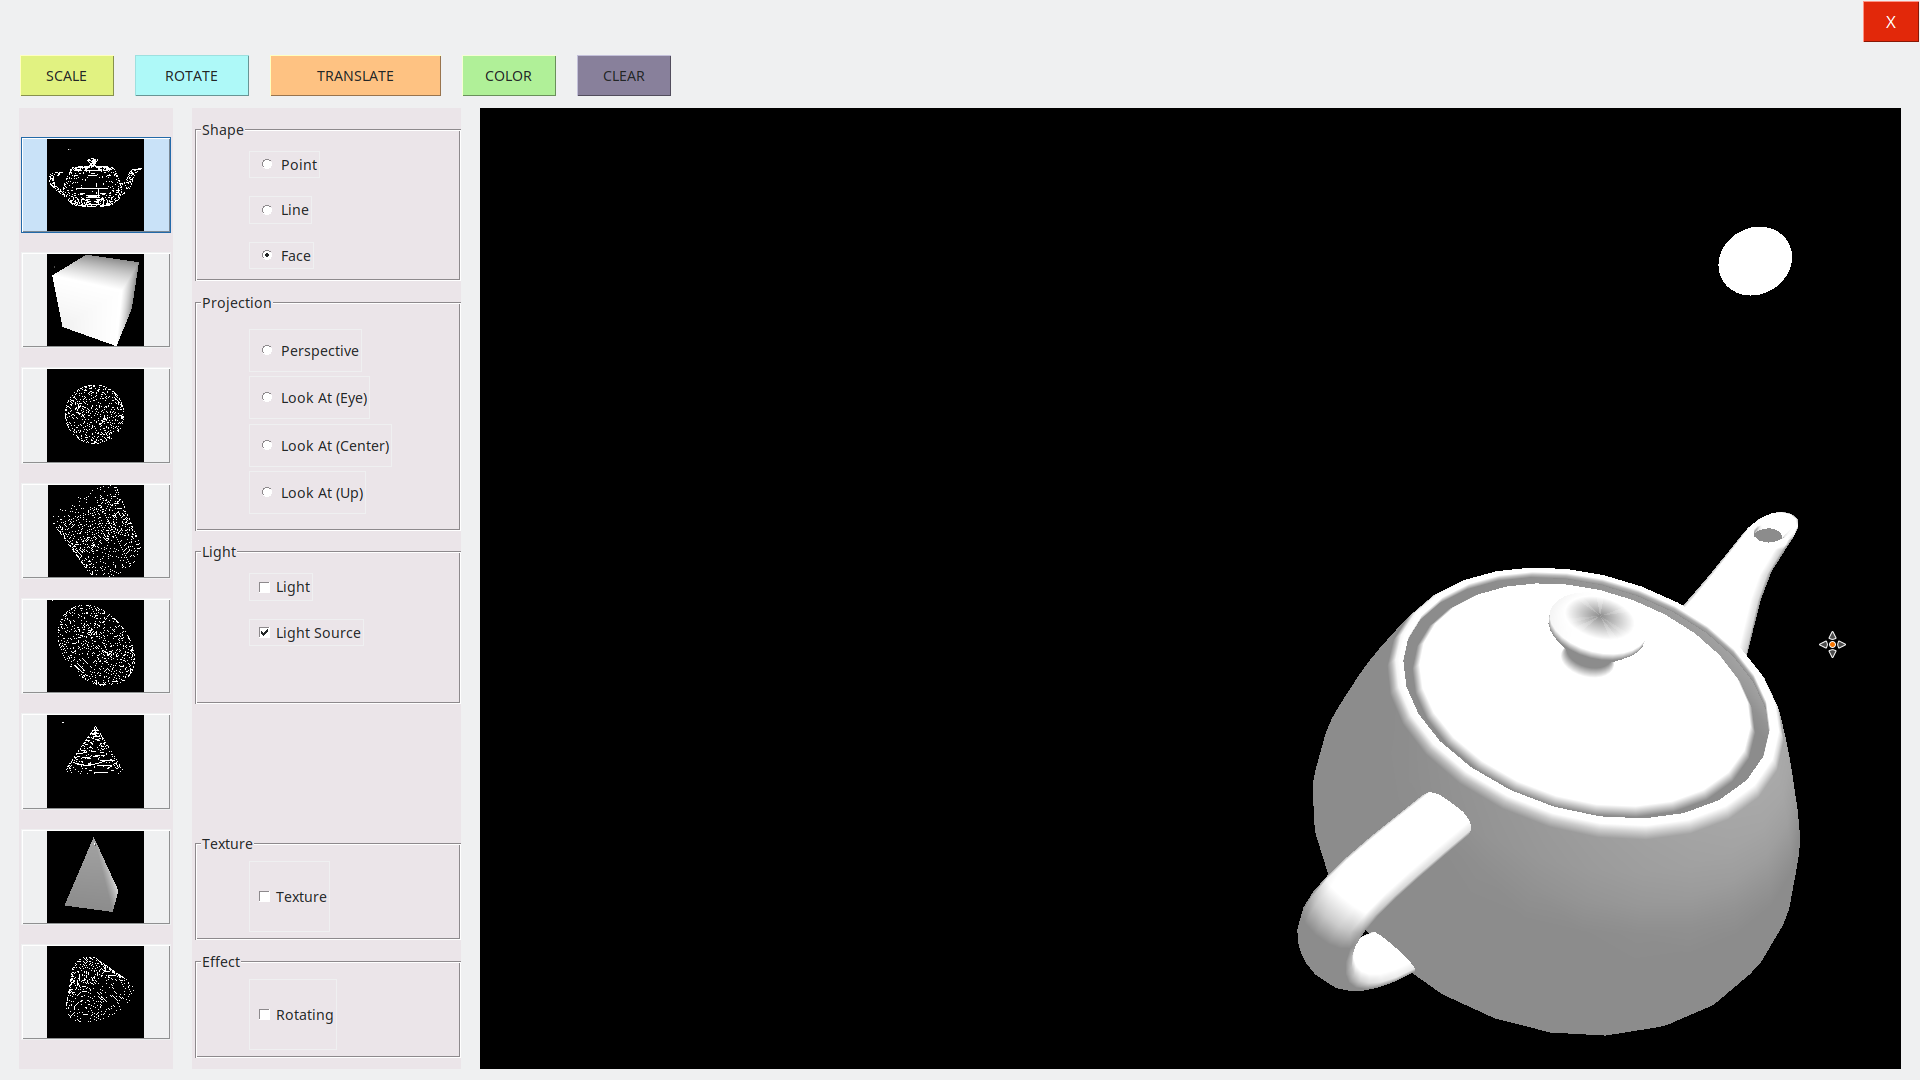 X
SCALE
ROTATE
TRANSLATE
COLOR
CLEAR
Shape
Point
Line
Face
Projection
Perspective
Look At (Eye)
Look At (Center)
Look At (Up)
Light
Light
Light Source
Texture
Texture
Effect
Rotating